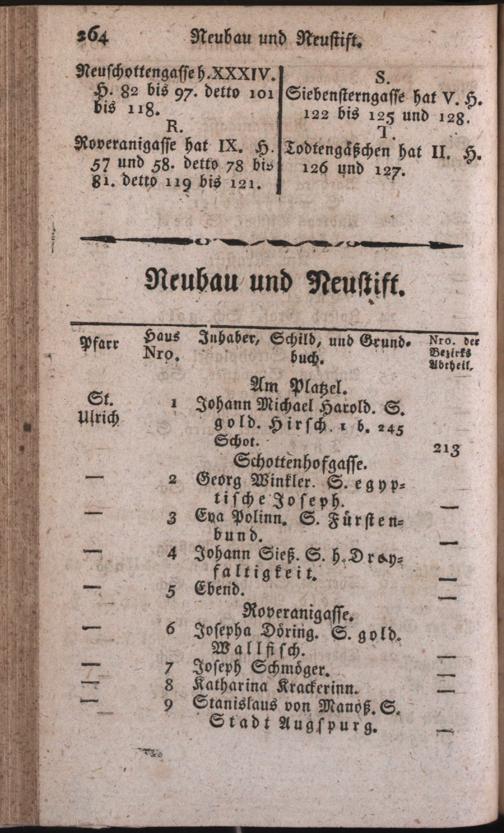 264 Neubau und Neustift.
Neuschottengasse h. XXXIV.
H. 82 bis 97. detto 101
bis 118.
R.
Roveranigasse hat IX. H.
57 und 58. detto 78 bis
81. detto 119 bis 121.
S.
Siebensterngasse hat V. H.
122 bis 125 und 128.
T.
Todtengäßchen hat II. H.
126 und 127.
Neubau und Neustift.
Pfarr
Haus
Nro.
Inhaber, Schild, und Grund-
buch.
Nro. der
Bezirks
Abtheil.
Am Platzel.
St.
Ulrich
1 Johann Michael Harold. S.
gold. Hirsch. 1 b. 245
Schot. 213
Schottenhofgasse.
— 2 Georg Winkler. S. egyp-
tische Joseph. —
— 3 Eva Polinn. S. Fürsten-
bund. —
— 4 Johann Sieß. S. h. Drey-
faltigkeit. —
— 5 Ebend. —
Roveranigasse.
— 6 Josepha Döring. S. gold.
Wallfisch. —
— 7 Joseph Schmöger. —
— 8 Katharina Krackerinn. —
— 9 Stanislaus von Manöß. S.
Stadt Augspurg. —